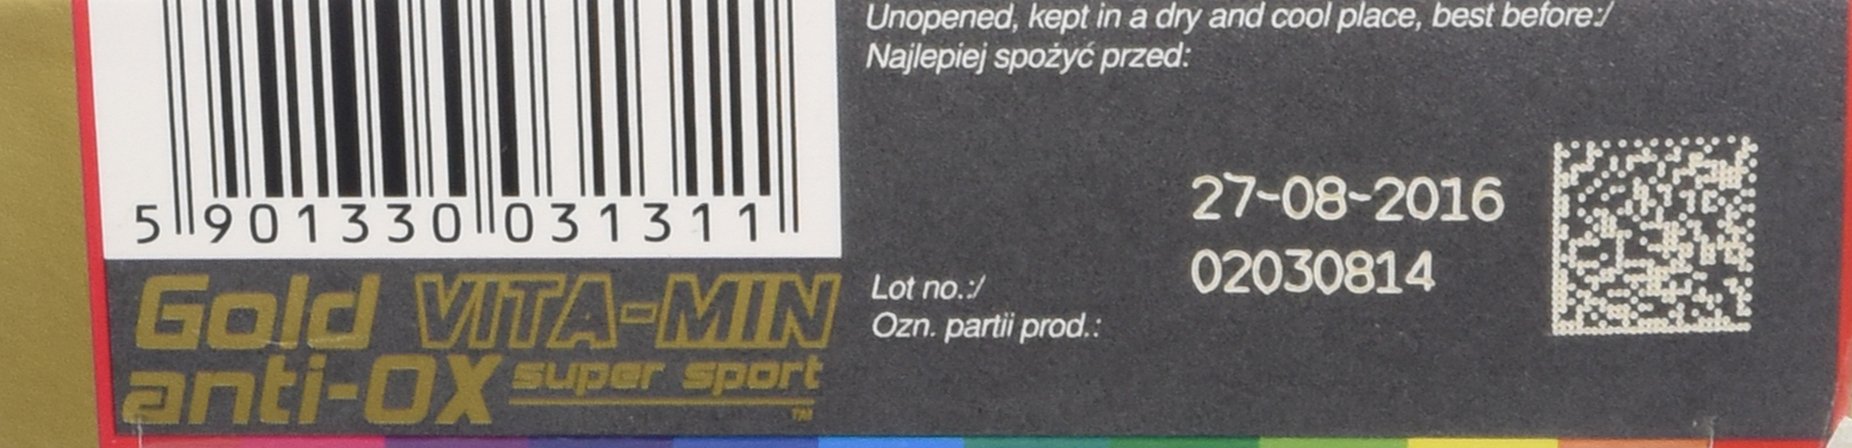 Unopened, kept in a dry and cool place, best before:/
Najlepiej spożyć przed:
27-08-2016
02030814
5 901330 031311
Lot no.:/
Ozn. partii prod.:
Gold VITA-MIN
anti-OX super sport
™